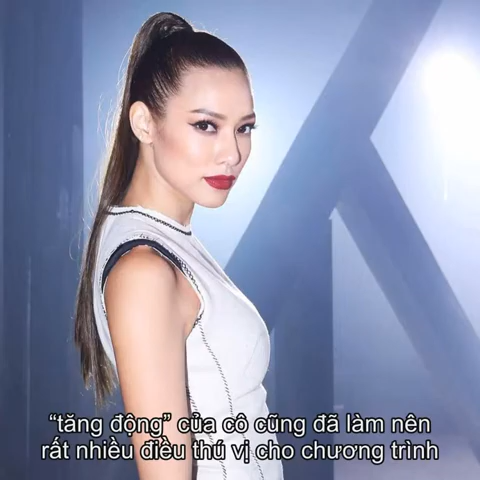 “tăng động” của cô cũng đã làm nên
rất nhiều điều thú vị cho chương trình